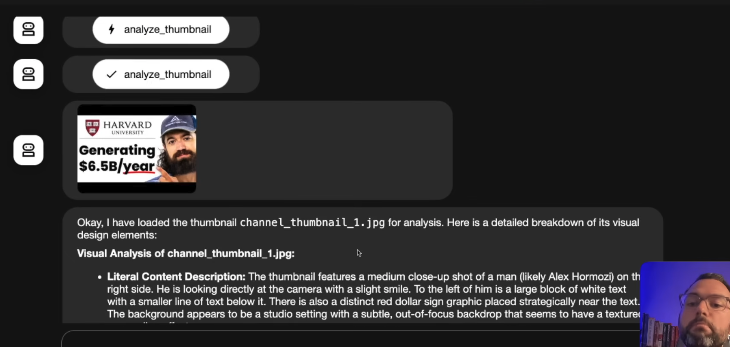 analyze_thumbnail
analyze_thumbnail
HARVARD
UNIVERSITY
Generating
$6.5B/year
Okay, I have loaded the thumbnail channel_thumbnail_1.jpg for analysis. Here is a detailed breakdown of its visual
design elements:
Visual Analysis of channel_thumbnail_1.jpg:
• Literal Content Description: The thumbnail features a medium close-up shot of a man (likely Alex Hormozi) on th
right side. He is looking directly at the camera with a slight smile. To the left of him is a large block of white text
with a smaller line of text below it. There is also a distinct red dollar sign graphic placed strategically near the text.
The background appears to be a studio setting with a subtle, out-of-focus backdrop that seems to have a textured